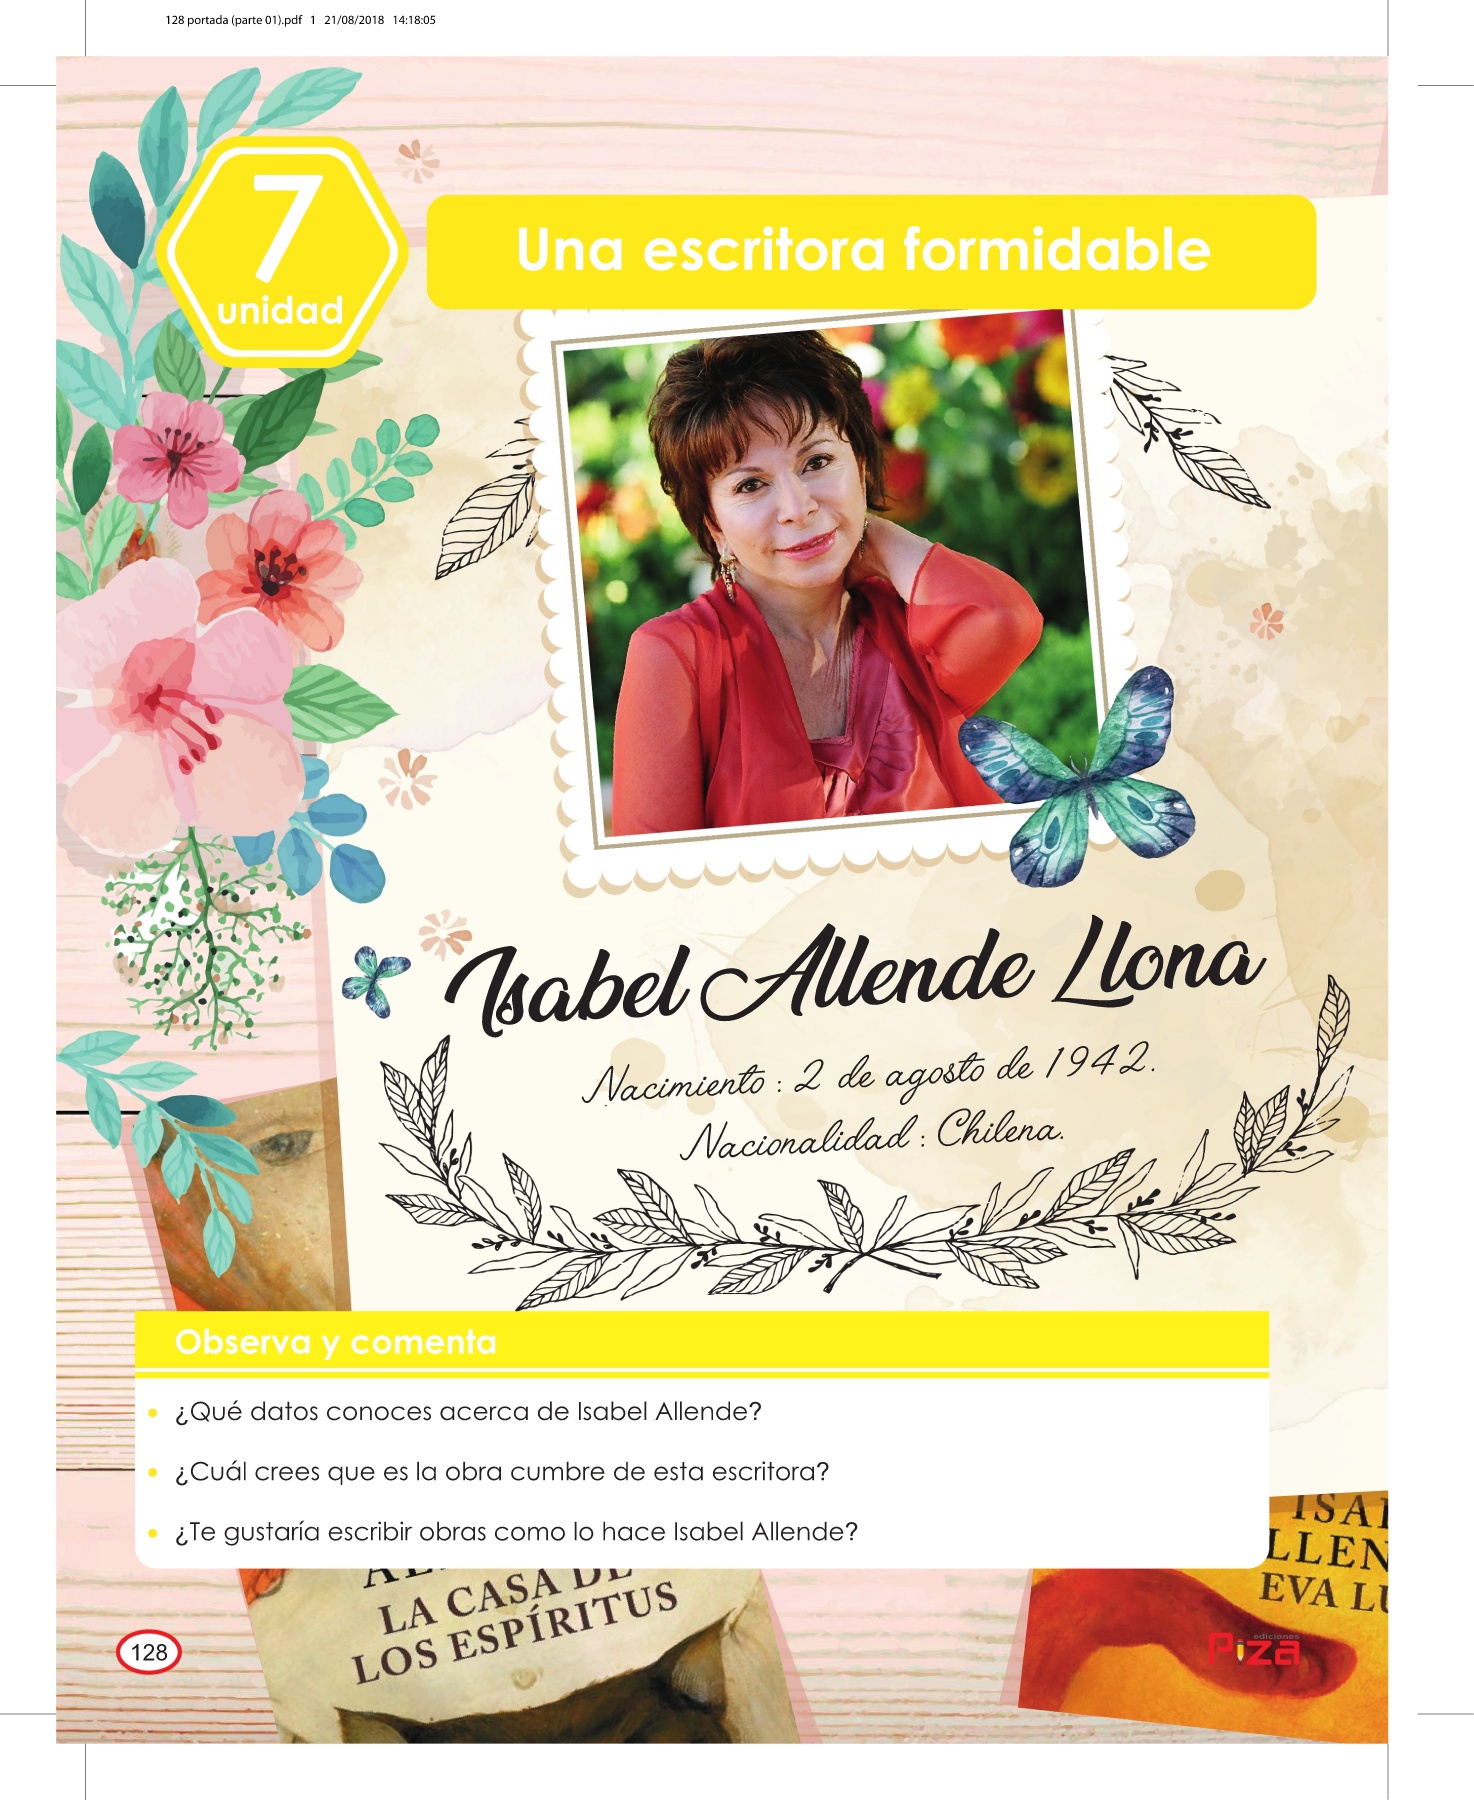 128 portada (parte 01).pdf 1 21/08/2018 14:18:05
7
unidad
Una escritora formidable
Isabel Allende Llona
Nacimiento : 2 de agosto de 1942.
Nacionalidad : Chilena.
Observa y comenta
• ¿Qué datos conoces acerca de Isabel Allende?
• ¿Cuál crees que es la obra cumbre de esta escritora?
• ¿Te gustaría escribir obras como lo hace Isabel Allende?
LA CASA DE
LOS ESPÍRITUS
ISA
LLEN
EVA LU
128
ediciones
Piza